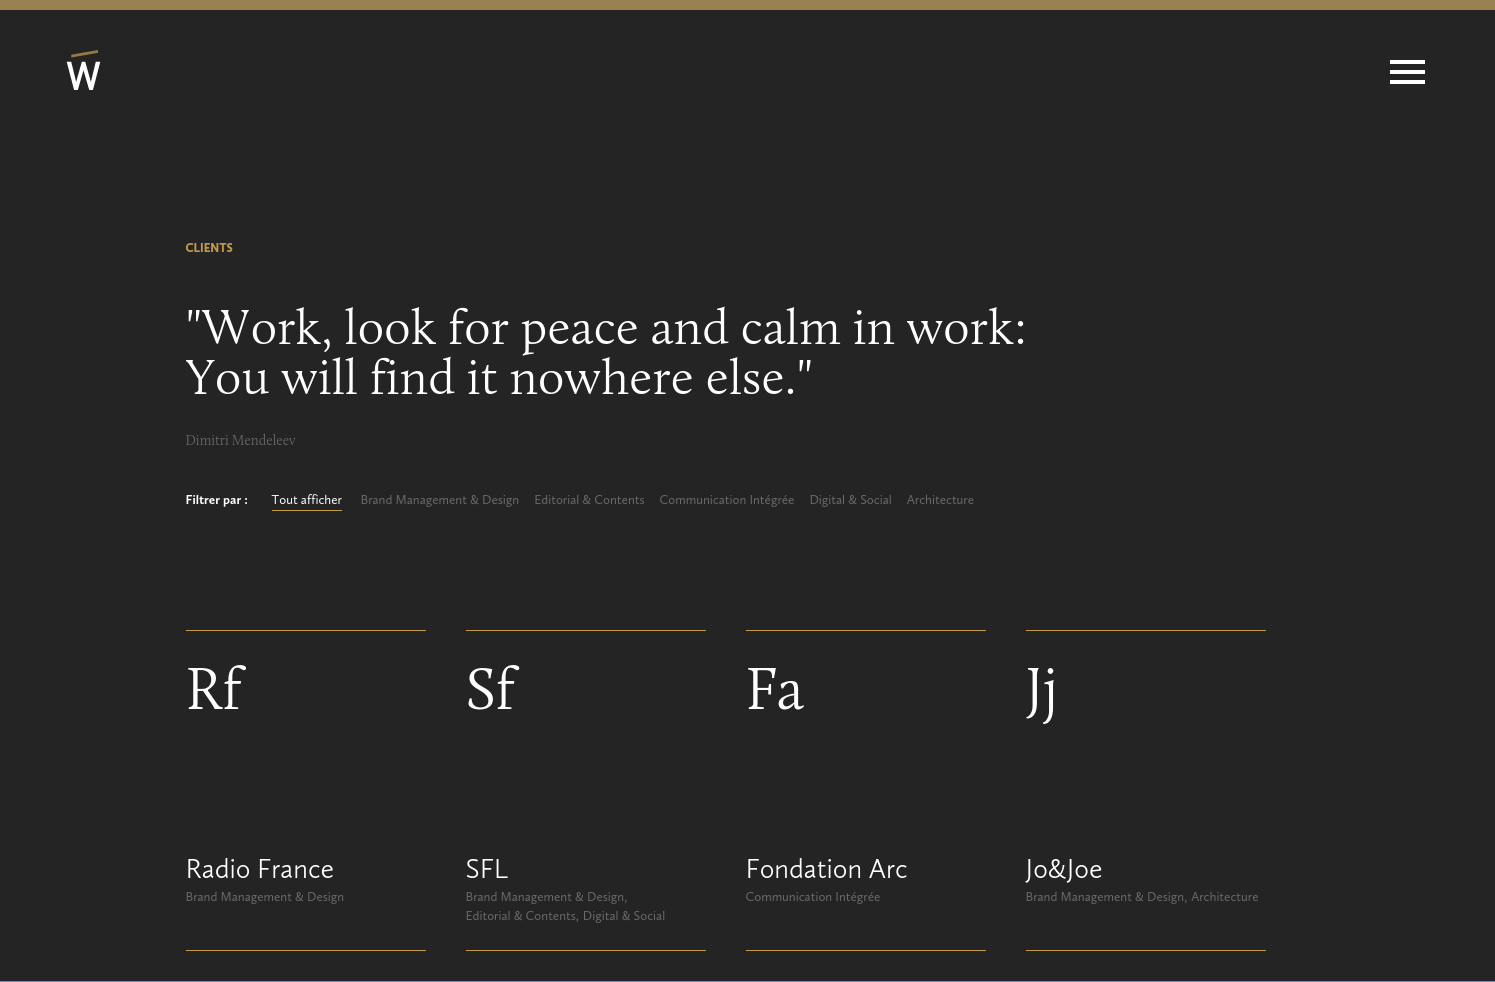 W
CLIENTS
"Work, look for peace and calm in work:
You will find it nowhere else."
Dimitri Mendeleev
Filtrer par : Tout afficher Brand Management & Design Editorial & Contents Communication Intégrée Digital & Social Architecture
Rf Sf Fa Jj
Radio France SFL Fondation Arc Jo&Joe
Brand Management & Design Brand Management & Design, Communication Intégrée Brand Management & Design, Architecture
Editorial & Contents, Digital & Social